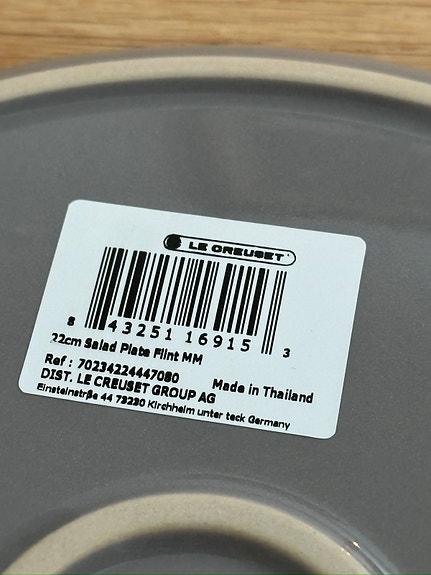 LE CREUSET
8 43251 16915 3
22cm Salad Plate Flint MM
Ref : 70234224447080 Made in Thailand
DIST. LE CREUSET GROUP AG
Einsteinstraße 44 73230 Kirchheim unter teck Germany